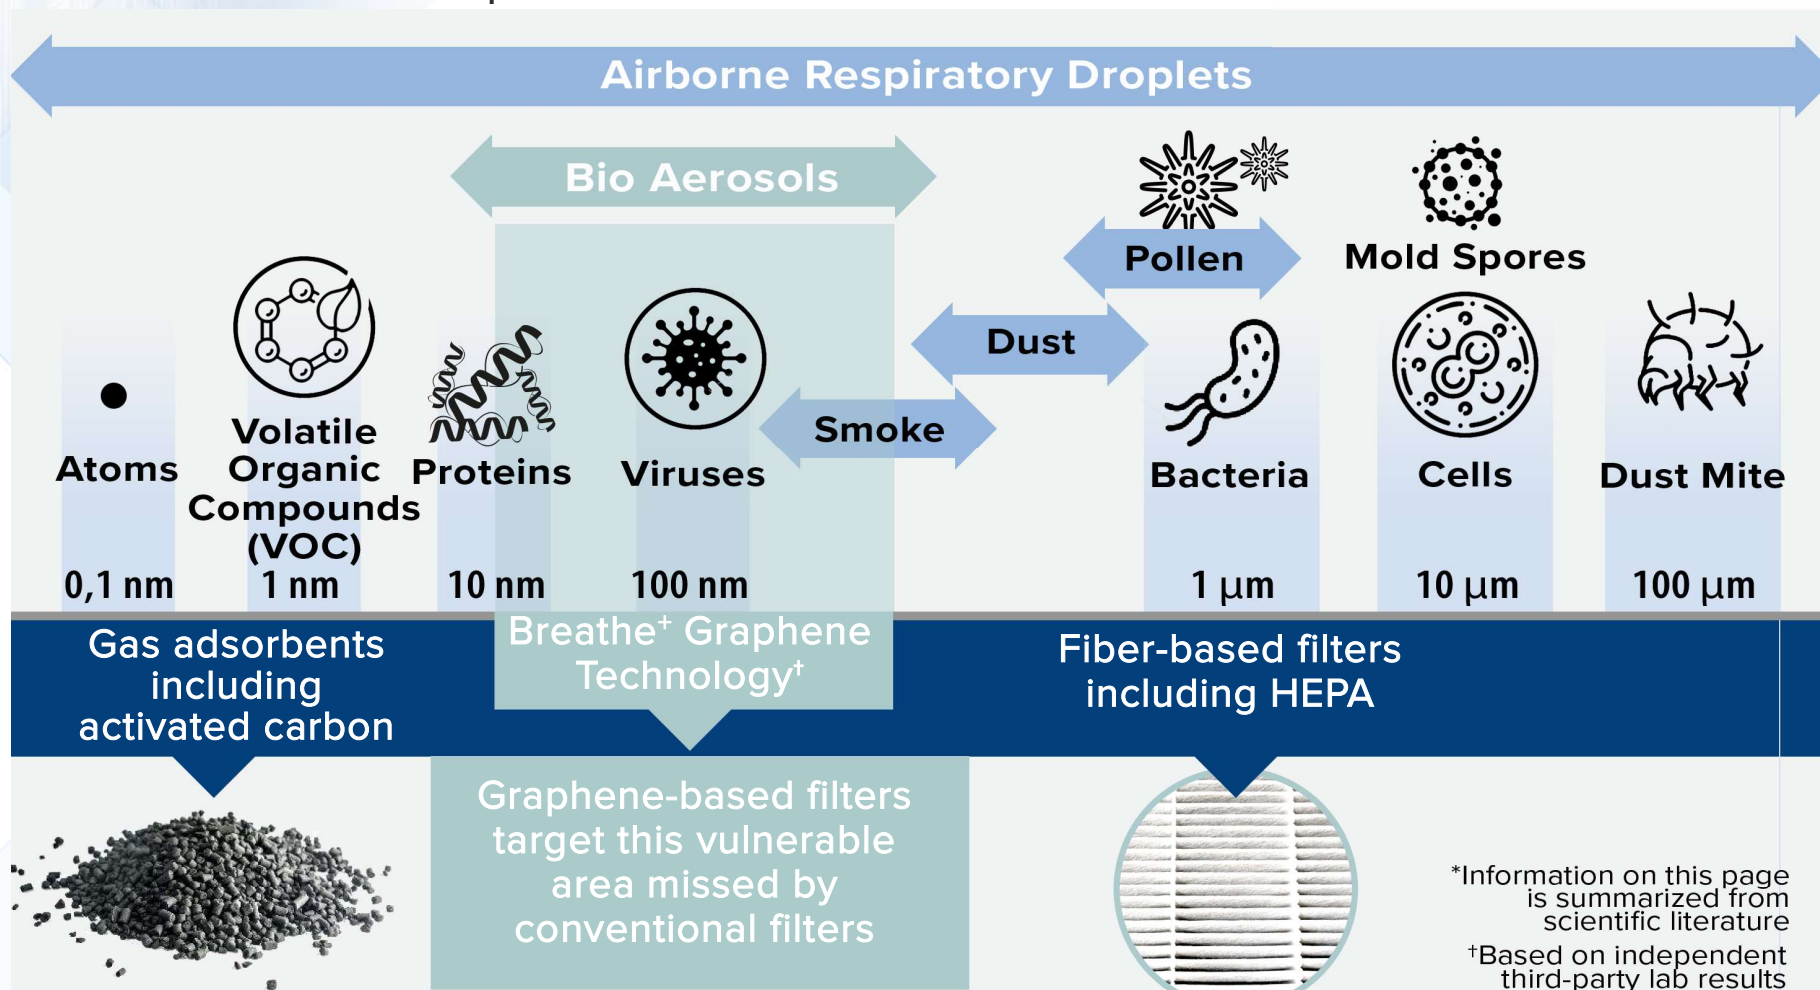 Airborne Respiratory Droplets
Bio Aerosols
Pollen
Mold Spores
Dust
Smoke
Atoms
Volatile
Organic
Compounds
(VOC)
Proteins
Viruses
Bacteria
Cells
Dust Mite
0,1 nm
1 nm
10 nm
100 nm
1 μm
10 μm
100 μm
Gas adsorbents
including
activated carbon
Breathe⁺ Graphene
Technology†
Fiber-based filters
including HEPA
Graphene-based filters
target this vulnerable
area missed by
conventional filters
*Information on this page
is summarized from
scientific literature
†Based on independent
third-party lab results